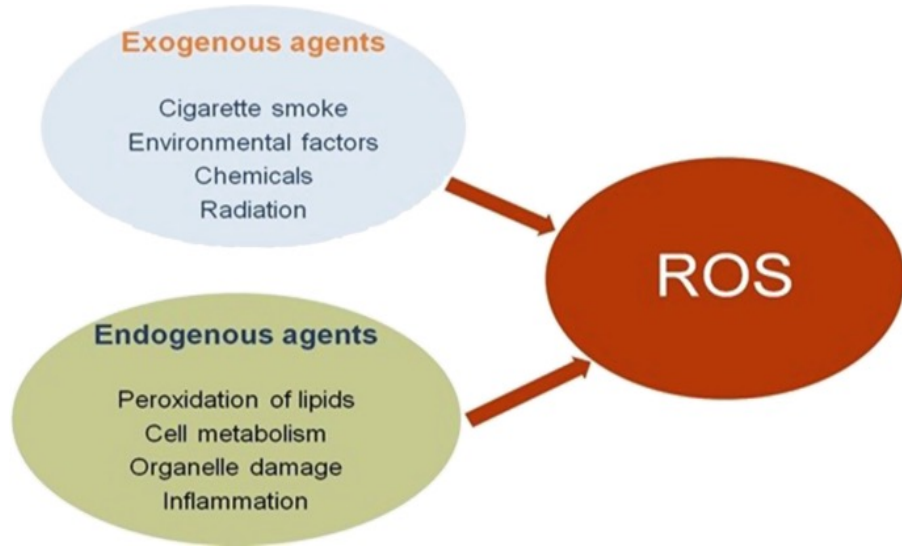 Exogenous agents
Cigarette smoke
Environmental factors
Chemicals
Radiation
ROS
Endogenous agents
Peroxidation of lipids
Cell metabolism
Organelle damage
Inflammation